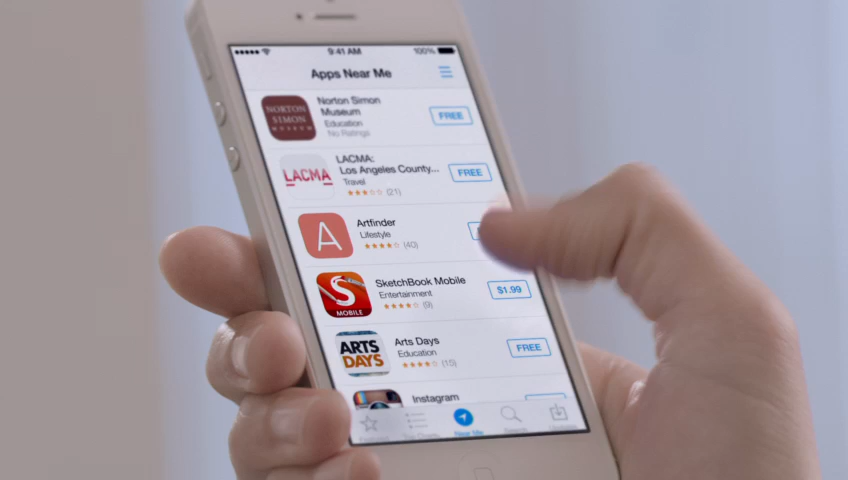 9:41 AM 100%
Apps Near Me
NORTON
SIMON
MUSEUM
Norton Simon
Museum
Education
No Ratings
FREE
LACMA
LACMA:
Los Angeles County...
Travel
(21)
FREE
A
Artfinder
Lifestyle
(40)
S
MOBILE
SketchBook Mobile
Entertainment
(9)
$1.99
ARTS
DAYS
Arts Days
Education
(15)
FREE
Instagram
Near Me